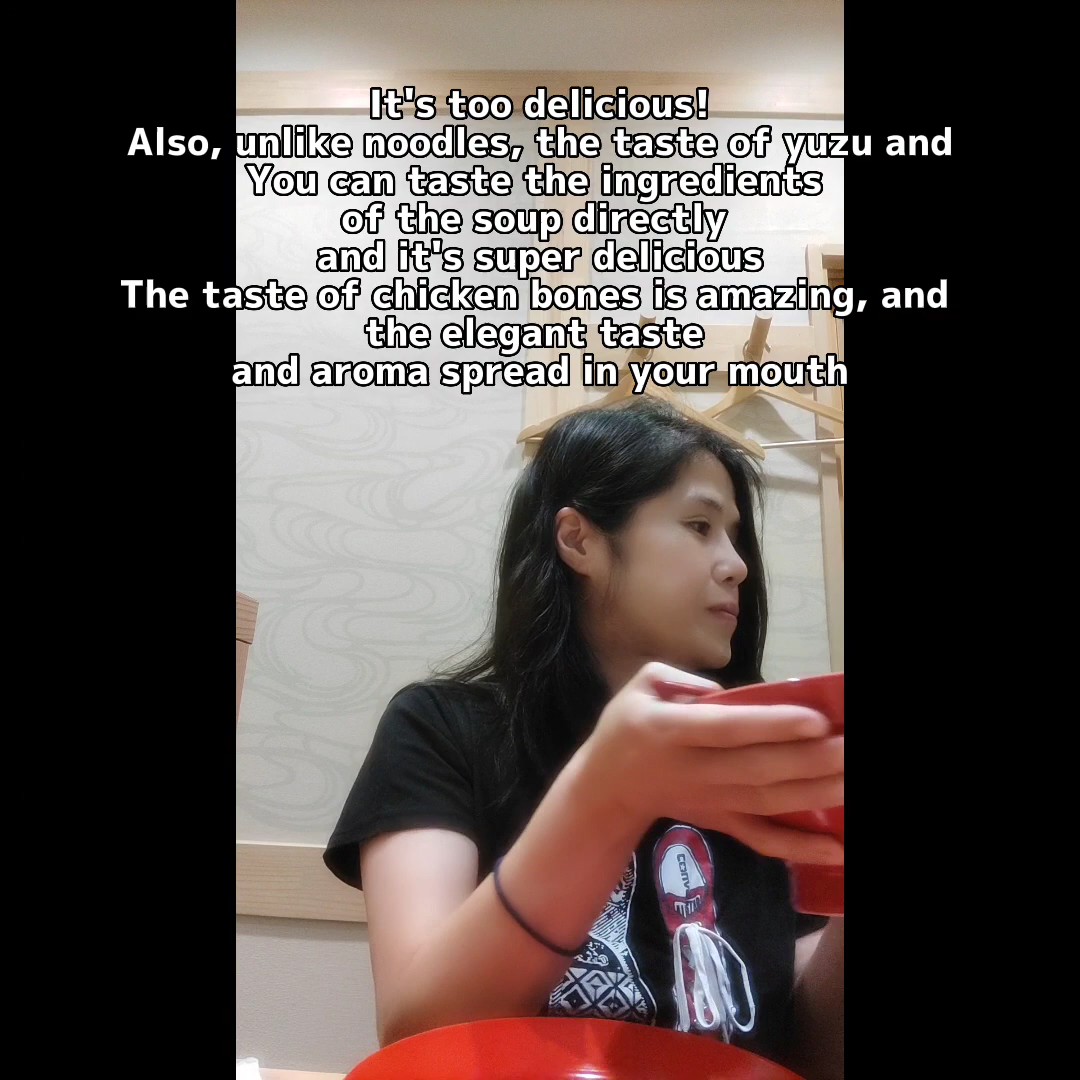 It's too delicious!
Also, unlike noodles, the taste of yuzu and
You can taste the ingredients
of the soup directly
and it's super delicious
The taste of chicken bones is amazing, and
the elegant taste
and aroma spread in your mouth
CONV